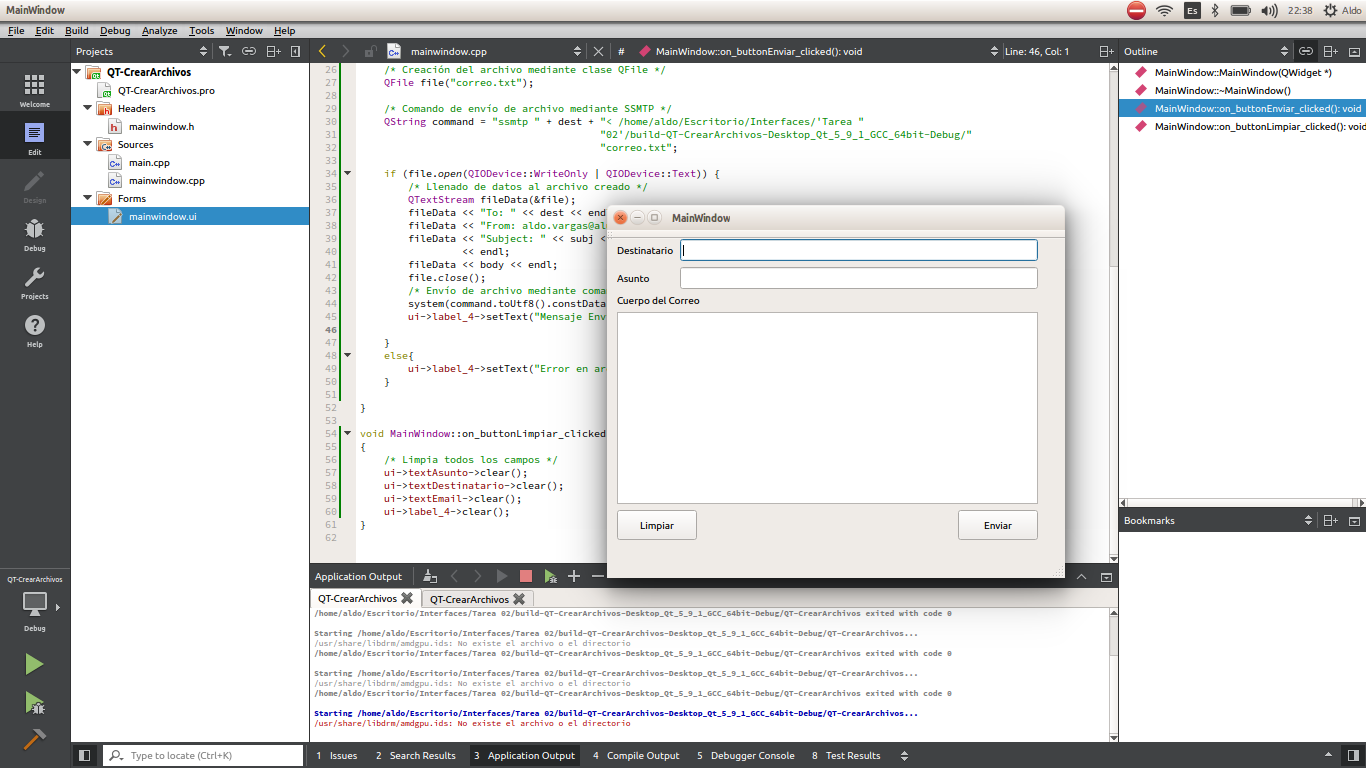 MainWindow
Es
22:38
Aldo
File Edit Build Debug Analyze Tools Window Help
Projects
mainwindow.cpp
#
MainWindow::on_buttonEnviar_clicked(): void
Line: 46, Col: 1
Outline
Welcome
Edit
Design
Debug
Projects
Help
QT-CrearArchivos
Debug
QT-CrearArchivos
QT-CrearArchivos.pro
Headers
mainwindow.h
Sources
main.cpp
mainwindow.cpp
Forms
mainwindow.ui
26 /* Creación del archivo mediante clase QFile */
27 QFile file("correo.txt");
28
29 /* Comando de envío de archivo mediante SSMTP */
30 QString command = "ssmtp " + dest + "< /home/aldo/Escritorio/Interfaces/'Tarea "
31 "02'/build-QT-CrearArchivos-Desktop_Qt_5_9_1_GCC_64bit-Debug/"
32 "correo.txt";
33
34 if (file.open(QIODevice::WriteOnly | QIODevice::Text)) {
35 /* Llenado de datos al archivo creado */
36 QTextStream fileData(&file);
37 fileData << "To: " << dest << end
38 fileData << "From: aldo.vargas@al
39 fileData << "Subject: " << subj <
40 << endl;
41 fileData << body << endl;
42 file.close();
43 /* Envío de archivo mediante coma
44 system(command.toUtf8().constData
45 ui->label_4->setText("Mensaje Env
46
47 }
48 else{
49 ui->label_4->setText("Error en ar
50 }
51
52 }
53
54 void MainWindow::on_buttonLimpiar_clicked
55 {
56 /* Limpia todos los campos */
57 ui->textAsunto->clear();
58 ui->textDestinatario->clear();
59 ui->textEmail->clear();
60 ui->label_4->clear();
61 }
62
MainWindow
Destinatario
Asunto
Cuerpo del Correo
Limpiar
Enviar
MainWindow::MainWindow(QWidget *)
MainWindow::~MainWindow()
MainWindow::on_buttonEnviar_clicked(): void
MainWindow::on_buttonLimpiar_clicked(): void
Bookmarks
Application Output
QT-CrearArchivos
QT-CrearArchivos
/home/aldo/Escritorio/Interfaces/Tarea 02/build-QT-CrearArchivos-Desktop_Qt_5_9_1_GCC_64bit-Debug/QT-CrearArchivos exited with code 0
Starting /home/aldo/Escritorio/Interfaces/Tarea 02/build-QT-CrearArchivos-Desktop_Qt_5_9_1_GCC_64bit-Debug/QT-CrearArchivos...
/usr/share/libdrm/amdgpu.ids: No existe el archivo o el directorio
/home/aldo/Escritorio/Interfaces/Tarea 02/build-QT-CrearArchivos-Desktop_Qt_5_9_1_GCC_64bit-Debug/QT-CrearArchivos exited with code 0
Starting /home/aldo/Escritorio/Interfaces/Tarea 02/build-QT-CrearArchivos-Desktop_Qt_5_9_1_GCC_64bit-Debug/QT-CrearArchivos...
/usr/share/libdrm/amdgpu.ids: No existe el archivo o el directorio
/home/aldo/Escritorio/Interfaces/Tarea 02/build-QT-CrearArchivos-Desktop_Qt_5_9_1_GCC_64bit-Debug/QT-CrearArchivos exited with code 0
Starting /home/aldo/Escritorio/Interfaces/Tarea 02/build-QT-CrearArchivos-Desktop_Qt_5_9_1_GCC_64bit-Debug/QT-CrearArchivos...
/usr/share/libdrm/amdgpu.ids: No existe el archivo o el directorio
Type to locate (Ctrl+K)
1 Issues 2 Search Results 3 Application Output 4 Compile Output 5 Debugger Console 8 Test Results